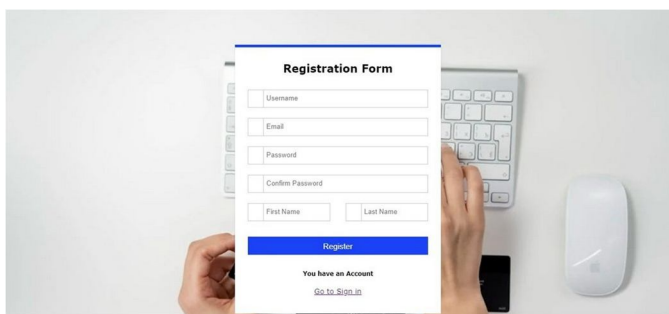 Registration Form
Username
Email
Password
Confirm Password
First Name Last Name
Register
You have an Account
Go to Sign in